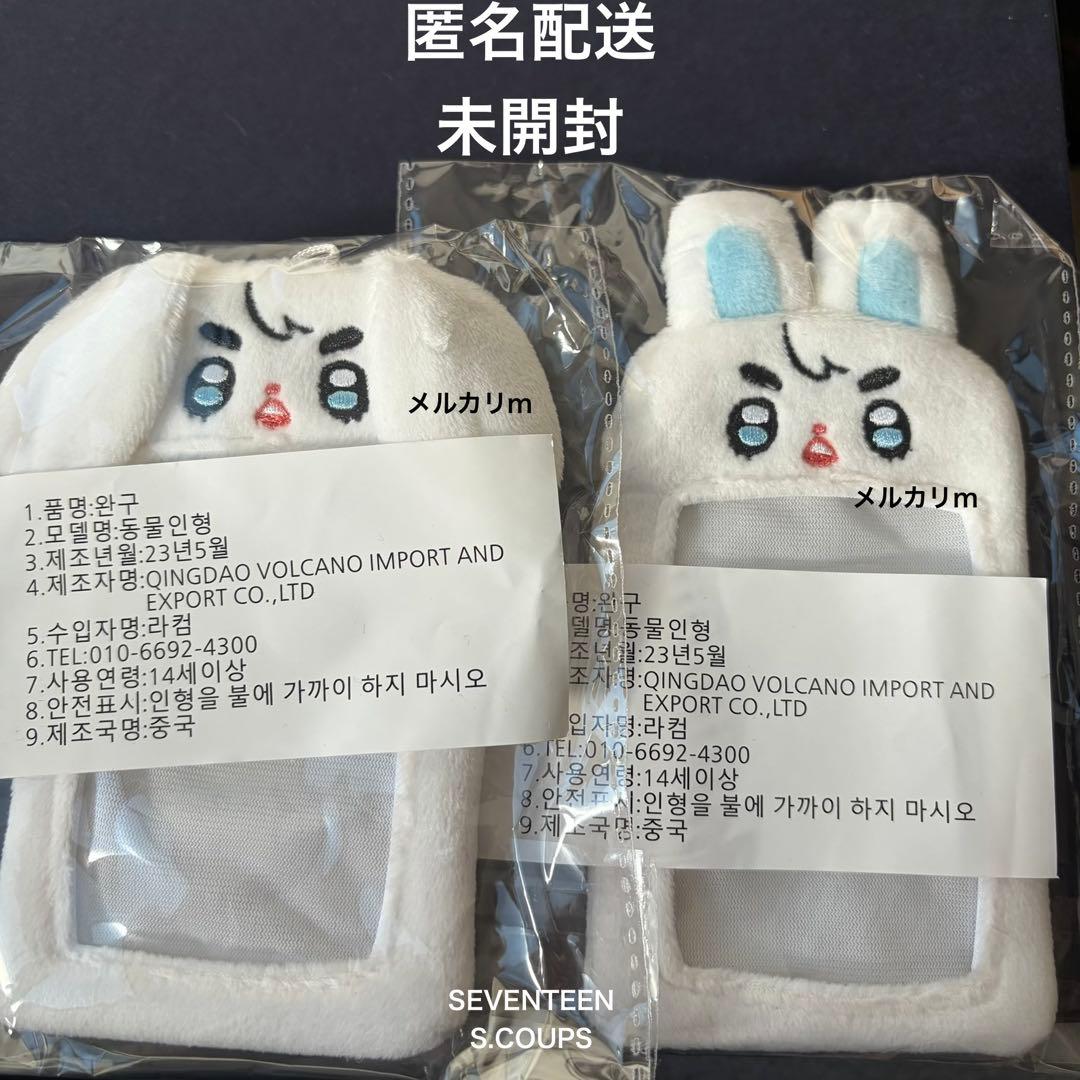 匿名配送
未開封
メルカリm
メルカリm
1.품명:완구
2.모델명:동물인형
3.제조년월:23년5월
4.제조자명:QINGDAO VOLCANO IMPORT AND
EXPORT CO.,LTD
5.수입자명:라컴
6.TEL:010-6692-4300
7.사용연령:14세이상
8.안전표시:인형을 불에 가까이 하지 마시오
9.제조국명:중국
명:완구
델명:동물인형
조년월:23년5월
조자명:QINGDAO VOLCANO IMPORT AND
EXPORT CO.,LTD
입자명:라컴
6.TEL:010-6692-4300
7.사용연령:14세이상
8.안전표시:인형을 불에 가까이 하지 마시오
9.제조국명:중국
SEVENTEEN
S.COUPS